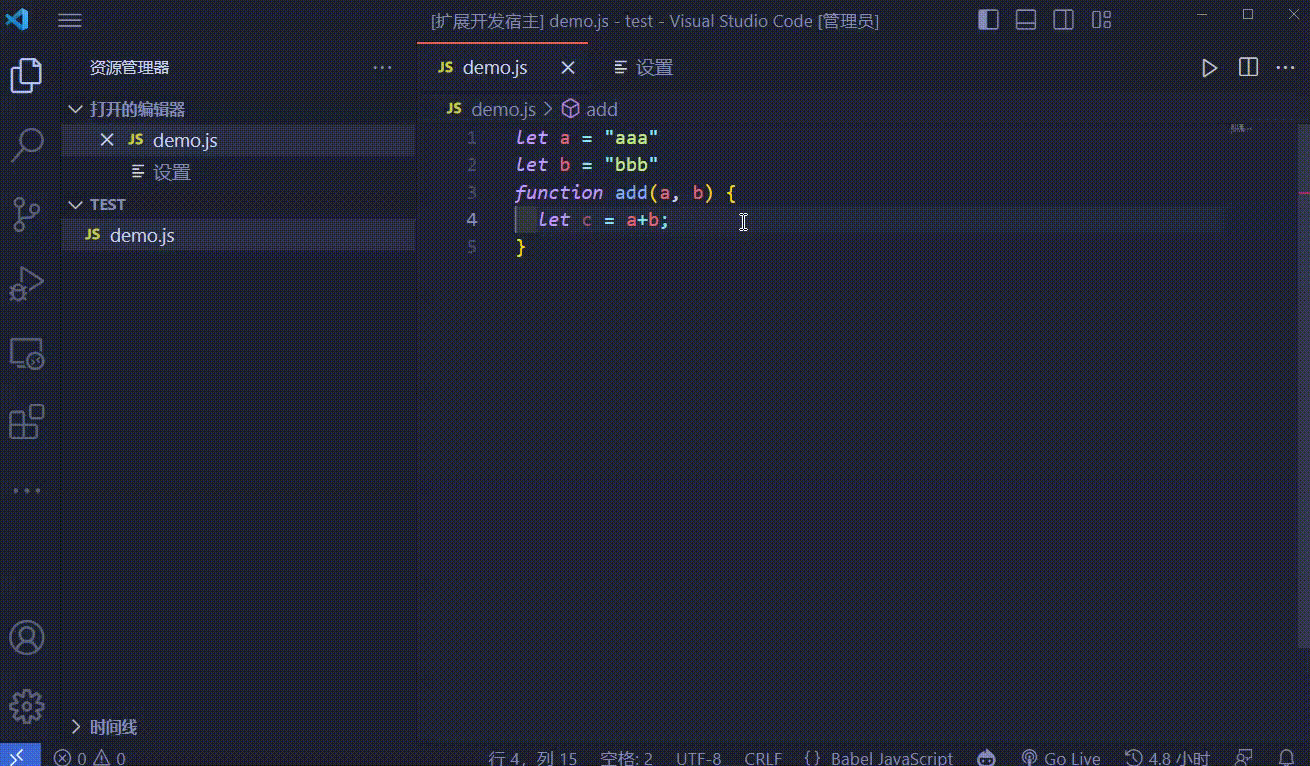 [扩展开发宿主] demo.js - test - Visual Studio Code [管理员]
资源管理器
打开的编辑器
JS demo.js
设置
TEST
JS demo.js
时间线
JS demo.js
设置
JS demo.js > add
1 let a = "aaa"
2 let b = "bbb"
3 function add(a, b) {
4 let c = a+b;
5 }
0 0
行 4，列 15 空格: 2 UTF-8 CRLF {} Babel JavaScript Go Live 4.8 小时